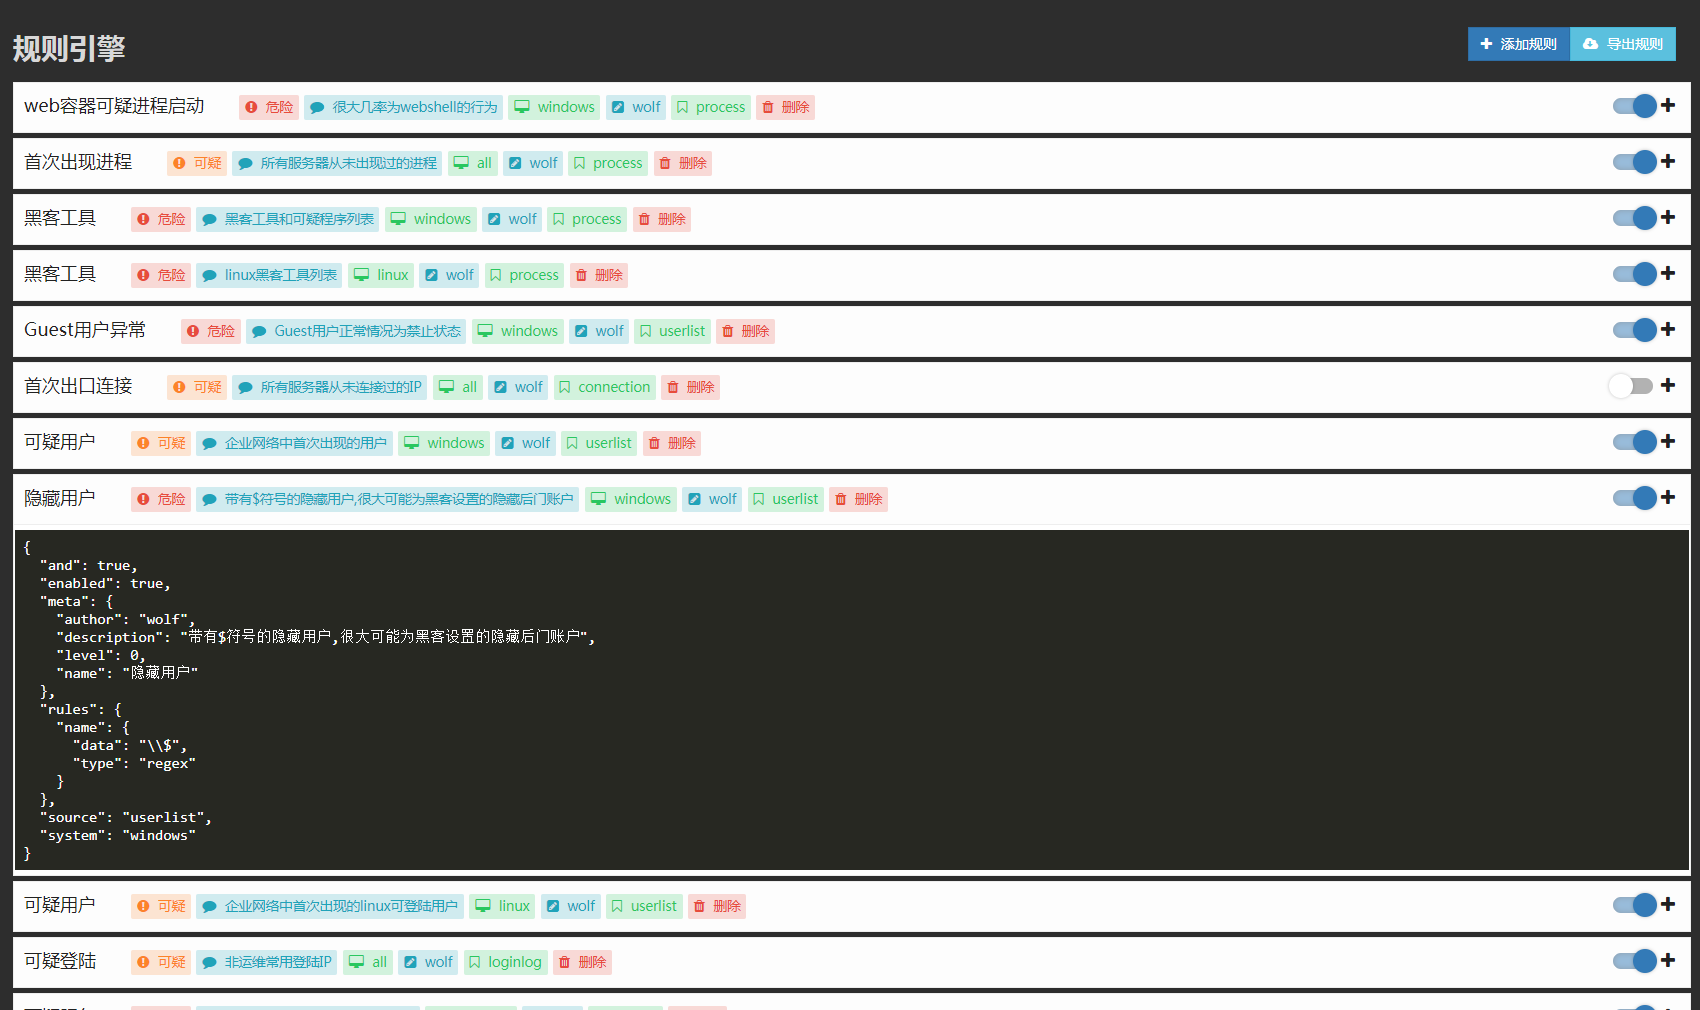 规则引擎
添加规则 导出规则
web容器可疑进程启动 危险 很大几率为webshell的行为 windows wolf process 删除
首次出现进程 可疑 所有服务器从未出现过的进程 all wolf process 删除
黑客工具 危险 黑客工具和可疑程序列表 windows wolf process 删除
黑客工具 危险 linux黑客工具列表 linux wolf process 删除
Guest用户异常 危险 Guest用户正常情况为禁止状态 windows wolf userlist 删除
首次出口连接 可疑 所有服务器从未连接过的IP all wolf connection 删除
可疑用户 可疑 企业网络中首次出现的用户 windows wolf userlist 删除
隐藏用户 危险 带有$符号的隐藏用户,很大可能为黑客设置的隐藏后门账户 windows wolf userlist 删除
{
"and": true,
"enabled": true,
"meta": {
"author": "wolf",
"description": "带有$符号的隐藏用户,很大可能为黑客设置的隐藏后门账户",
"level": 0,
"name": "隐藏用户"
},
"rules": {
"name": {
"data": "\\$",
"type": "regex"
}
},
"source": "userlist",
"system": "windows"
}
可疑用户 可疑 企业网络中首次出现的linux可登陆用户 linux wolf userlist 删除
可疑登陆 可疑 非运维常用登陆IP all wolf loginlog 删除